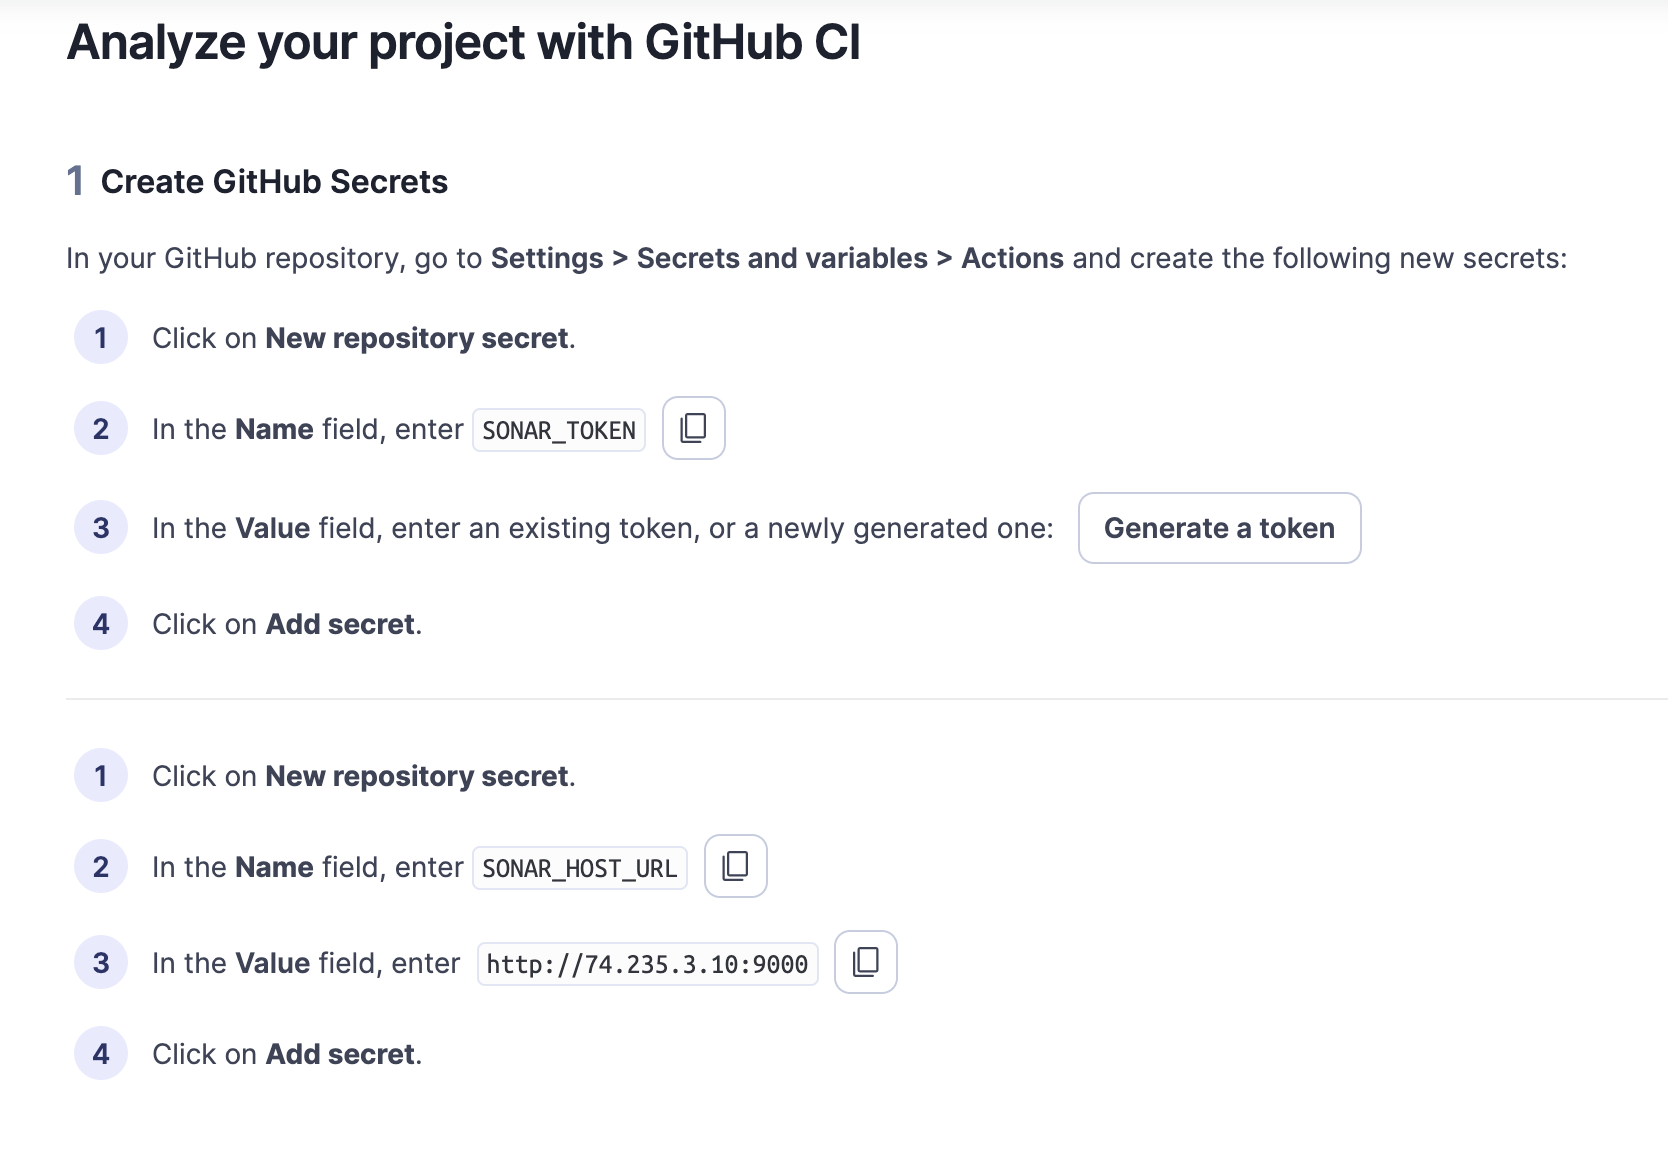 Analyze your project with GitHub CI
1 Create GitHub Secrets
In your GitHub repository, go to Settings > Secrets and variables > Actions and create the following new secrets:
1 Click on New repository secret.
2 In the Name field, enter SONAR_TOKEN
3 In the Value field, enter an existing token, or a newly generated one: Generate a token
4 Click on Add secret.
1 Click on New repository secret.
2 In the Name field, enter SONAR_HOST_URL
3 In the Value field, enter http://74.235.3.10:9000
4 Click on Add secret.